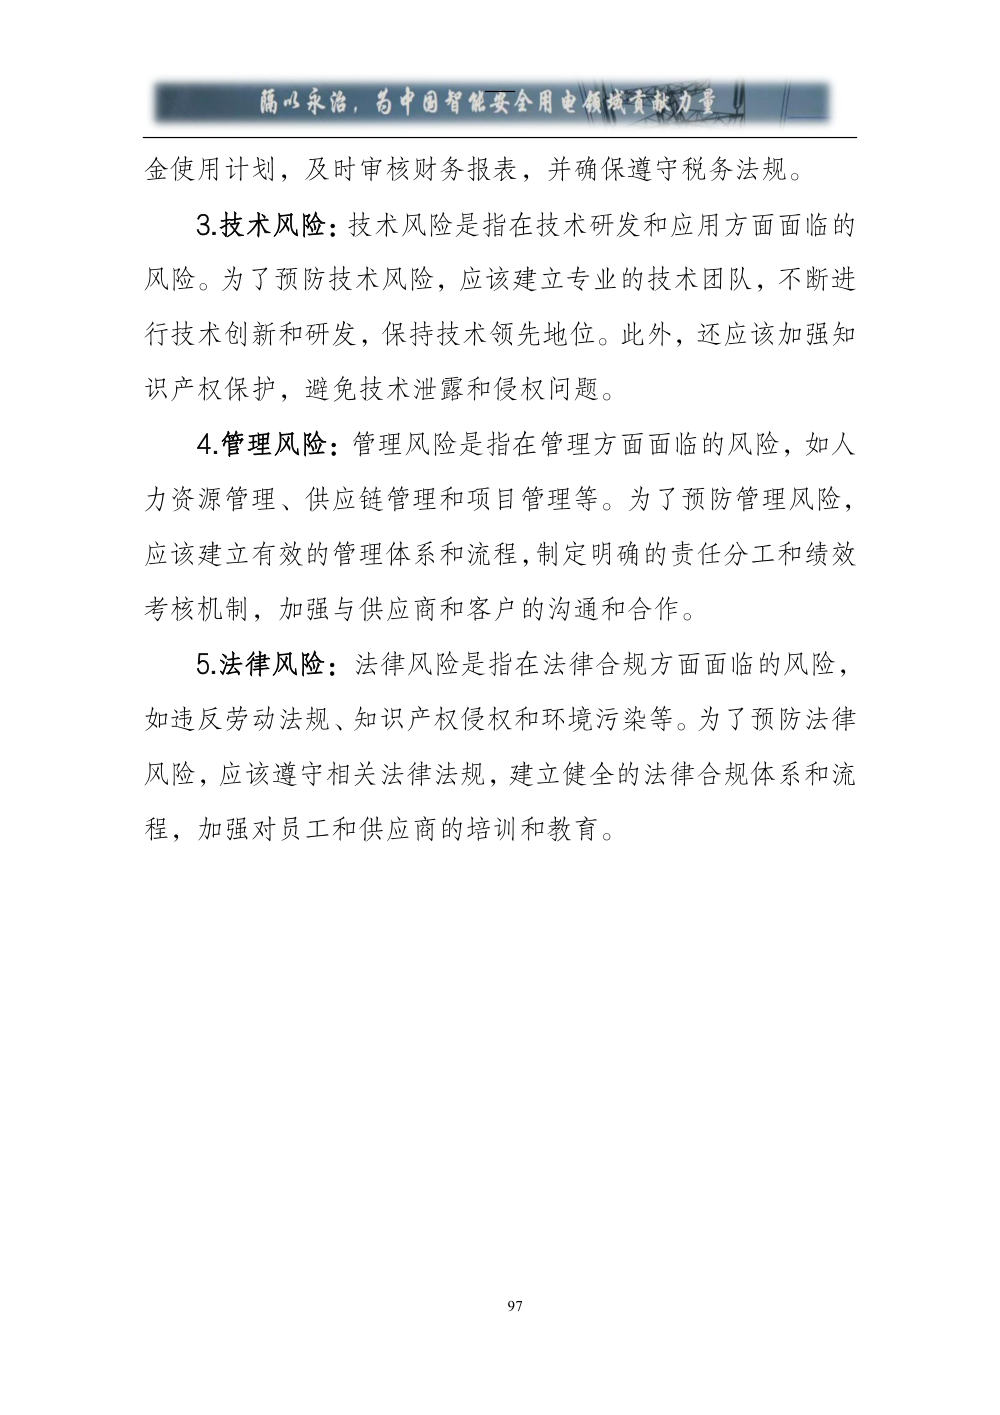 隔以永治，为中国智能安全用电领域贡献力量
金使用计划，及时审核财务报表，并确保遵守税务法规。
3.技术风险：技术风险是指在技术研发和应用方面面临的
风险。为了预防技术风险，应该建立专业的技术团队，不断进
行技术创新和研发，保持技术领先地位。此外，还应该加强知
识产权保护，避免技术泄露和侵权问题。
4.管理风险：管理风险是指在管理方面面临的风险，如人
力资源管理、供应链管理和项目管理等。为了预防管理风险，
应该建立有效的管理体系和流程，制定明确的责任分工和绩效
考核机制，加强与供应商和客户的沟通和合作。
5.法律风险：法律风险是指在法律合规方面面临的风险，
如违反劳动法规、知识产权侵权和环境污染等。为了预防法律
风险，应该遵守相关法律法规，建立健全的法律合规体系和流
程，加强对员工和供应商的培训和教育。
97